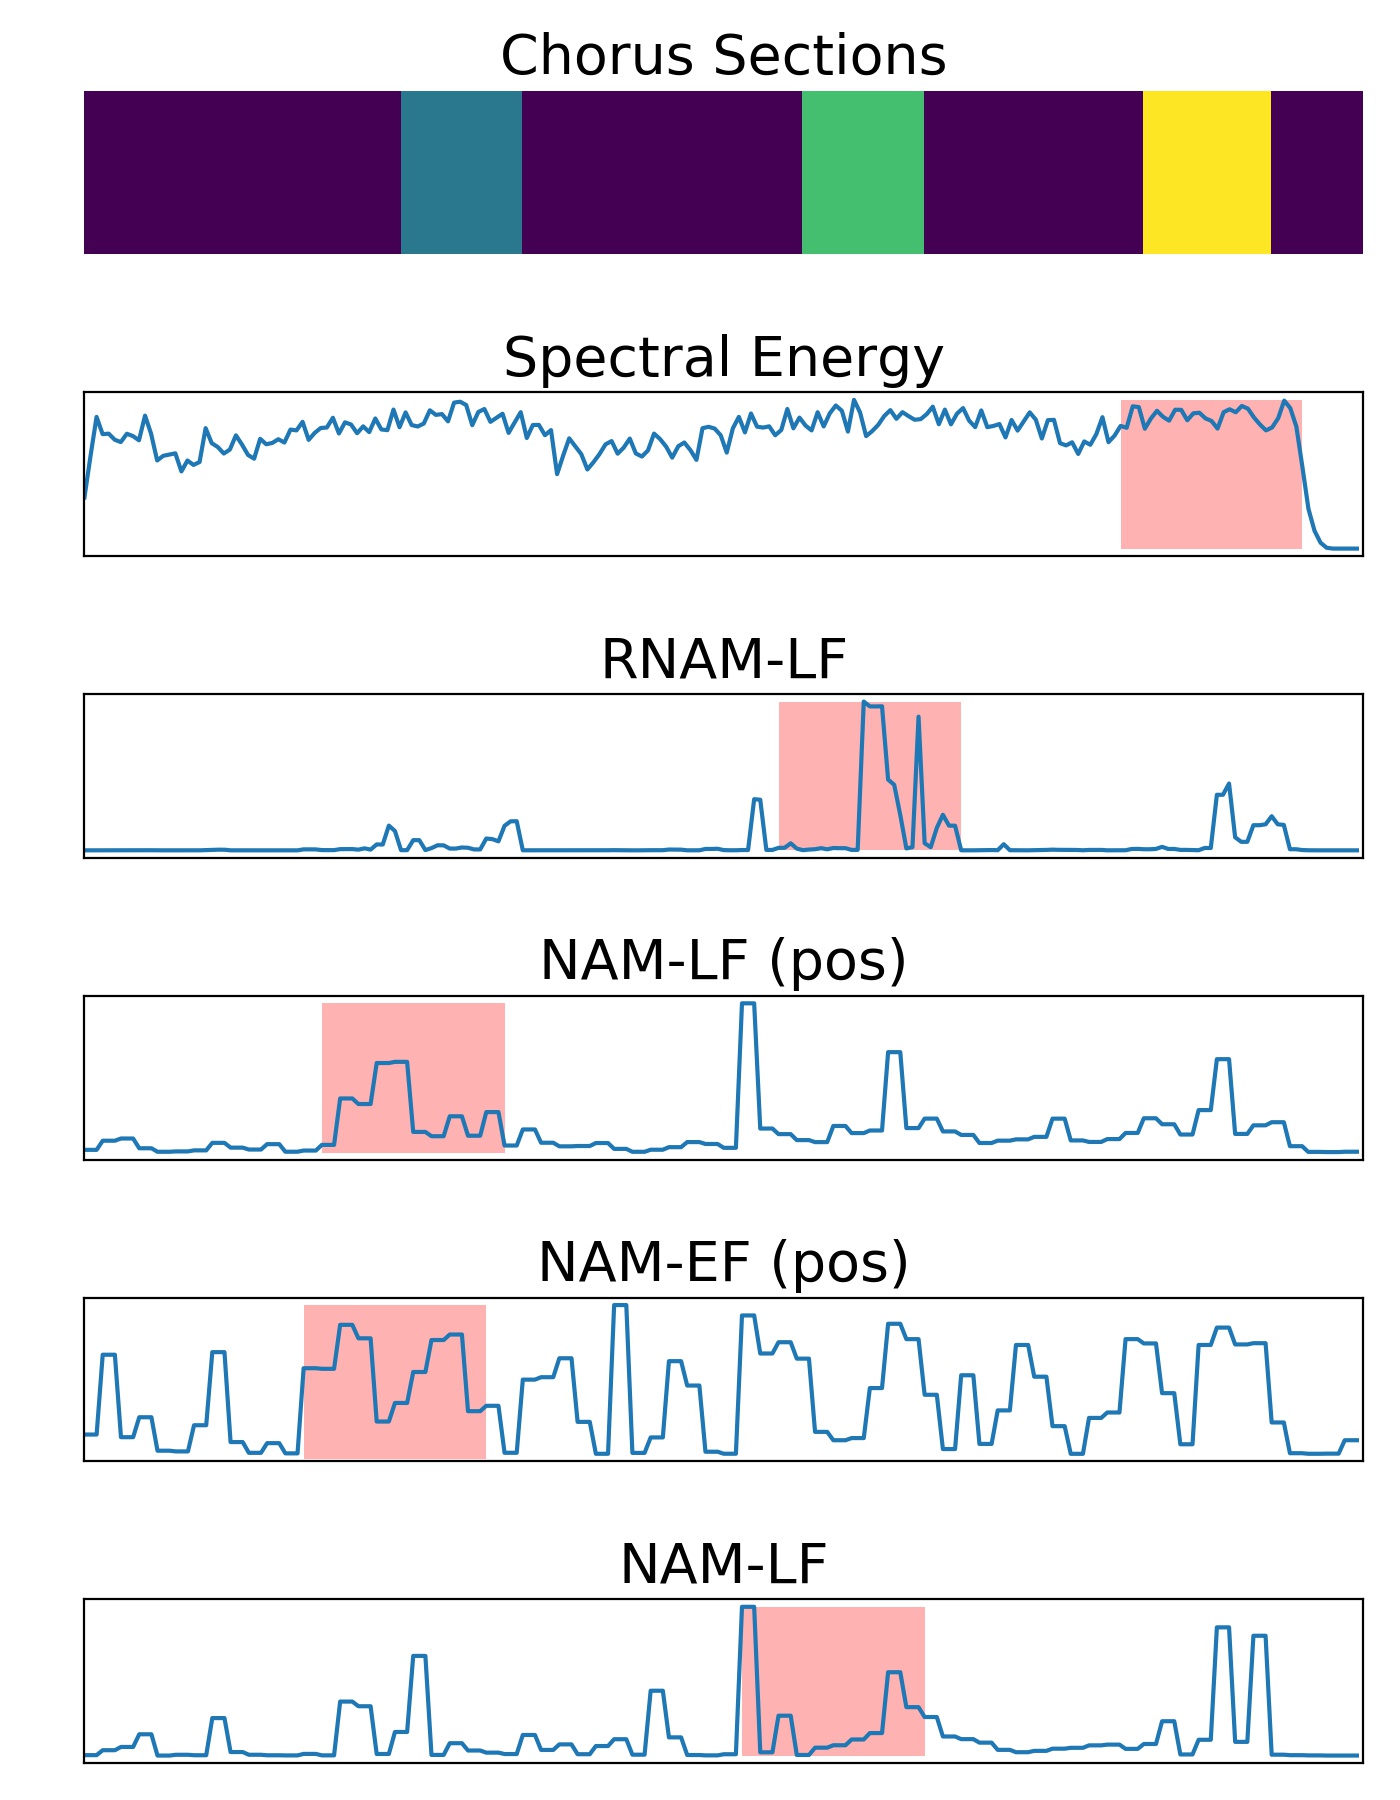 Chorus Sections
Spectral Energy
RNAM-LF
NAM-LF (pos)
NAM-EF (pos)
NAM-LF